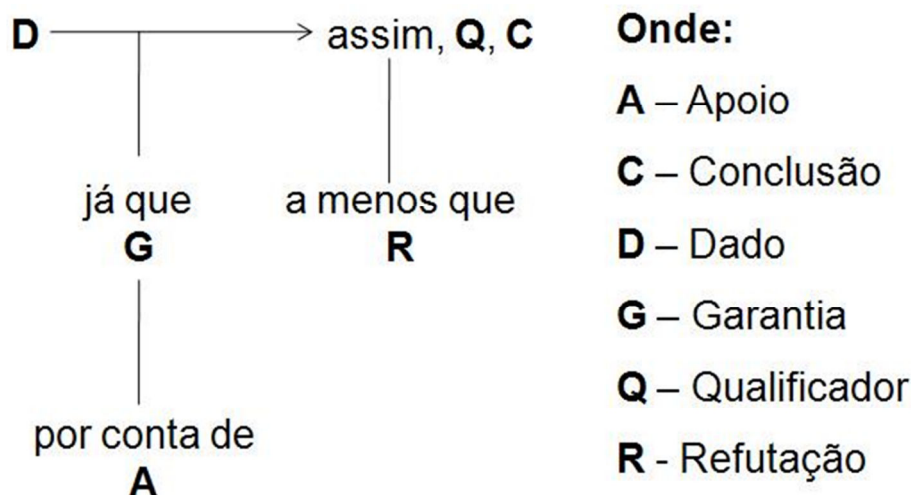 D assim, Q, C
já que
G
a menos que
R
por conta de
A
Onde:
A – Apoio
C – Conclusão
D – Dado
G – Garantia
Q – Qualificador
R - Refutação